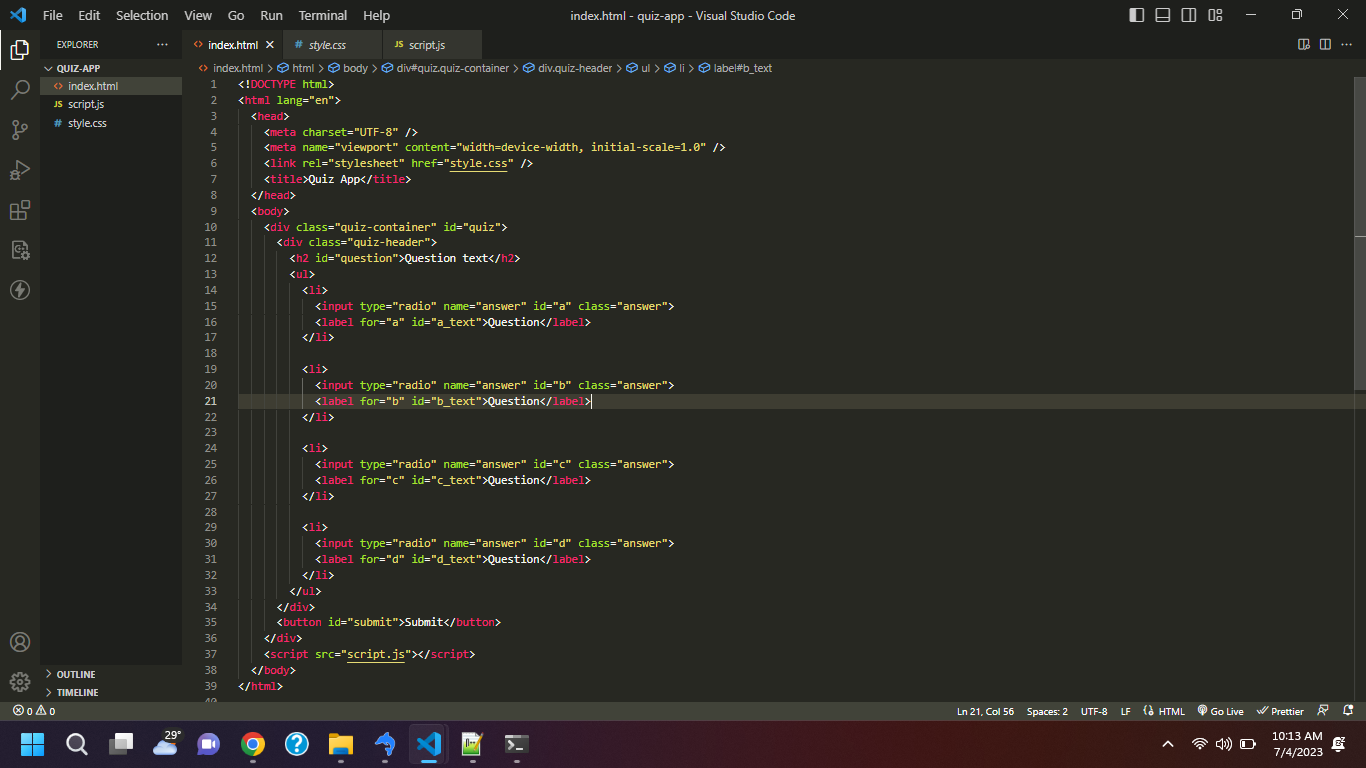 File Edit Selection View Go Run Terminal Help index.html - quiz-app - Visual Studio Code
EXPLORER ··· <> index.html × # style.css JS script.js
QUIZ-APP
<> index.html
JS script.js
# style.css
<> index.html > html > body > div#quiz.quiz-container > div.quiz-header > ul > li > label#b_text
1 <!DOCTYPE html>
2 <html lang="en">
3 <head>
4 <meta charset="UTF-8" />
5 <meta name="viewport" content="width=device-width, initial-scale=1.0" />
6 <link rel="stylesheet" href="style.css" />
7 <title>Quiz App</title>
8 </head>
9 <body>
10 <div class="quiz-container" id="quiz">
11 <div class="quiz-header">
12 <h2 id="question">Question text</h2>
13 <ul>
14 <li>
15 <input type="radio" name="answer" id="a" class="answer">
16 <label for="a" id="a_text">Question</label>
17 </li>
18
19 <li>
20 <input type="radio" name="answer" id="b" class="answer">
21 <label for="b" id="b_text">Question</label>
22 </li>
23
24 <li>
25 <input type="radio" name="answer" id="c" class="answer">
26 <label for="c" id="c_text">Question</label>
27 </li>
28
29 <li>
30 <input type="radio" name="answer" id="d" class="answer">
31 <label for="d" id="d_text">Question</label>
32 </li>
33 </ul>
34 </div>
35 <button id="submit">Submit</button>
36 </div>
37 <script src="script.js"></script>
38 </body>
39 </html>
40
OUTLINE
TIMELINE
0 0 Ln 21, Col 56 Spaces: 2 UTF-8 LF HTML Go Live Prettier
29°
10:13 AM
7/4/2023